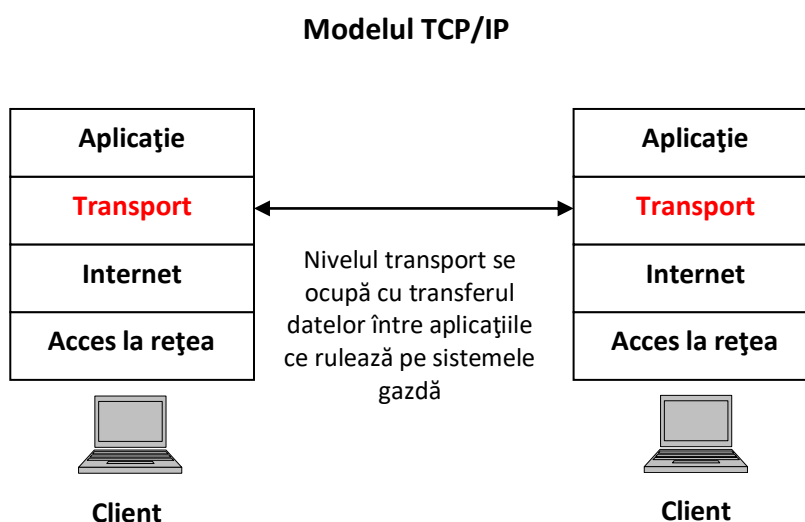 Modelul TCP/IP
Aplicaţie
Transport
Internet
Acces la reţea
Client
Nivelul transport se
ocupă cu transferul
datelor între aplicaţiile
ce rulează pe sistemele
gazdă
Aplicaţie
Transport
Internet
Acces la reţea
Client